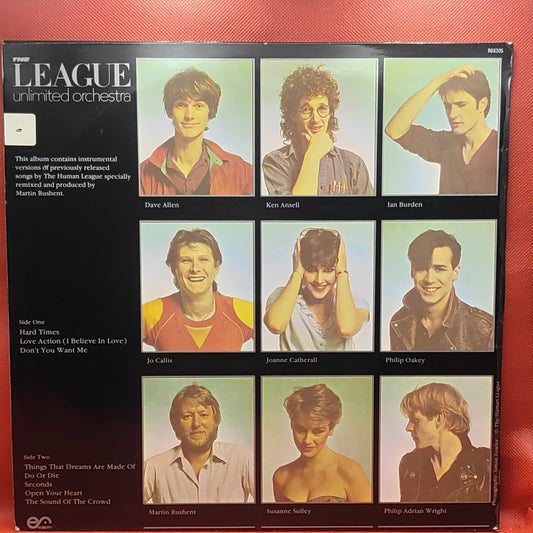 THE
LEAGUE
unlimited orchestra
608305
This album contains instrumental
versions of previously released
songs by The Human League specially
remixed and produced by
Martin Rushent.
Dave Allen
Ken Ansell
Ian Burden
Side One
Hard Times
Love Action (I Believe in Love)
Don't You Want Me
Jo Callis
Joanne Catherall
Philip Oakey
Side Two
Things That Dreams Are Made Of
Do Or Die
Seconds
Open Your Heart
The Sound Of The Crowd
Martin Rushent
Susanne Sulley
Philip Adrian Wright
Photography: Simon Fowler © The Human League